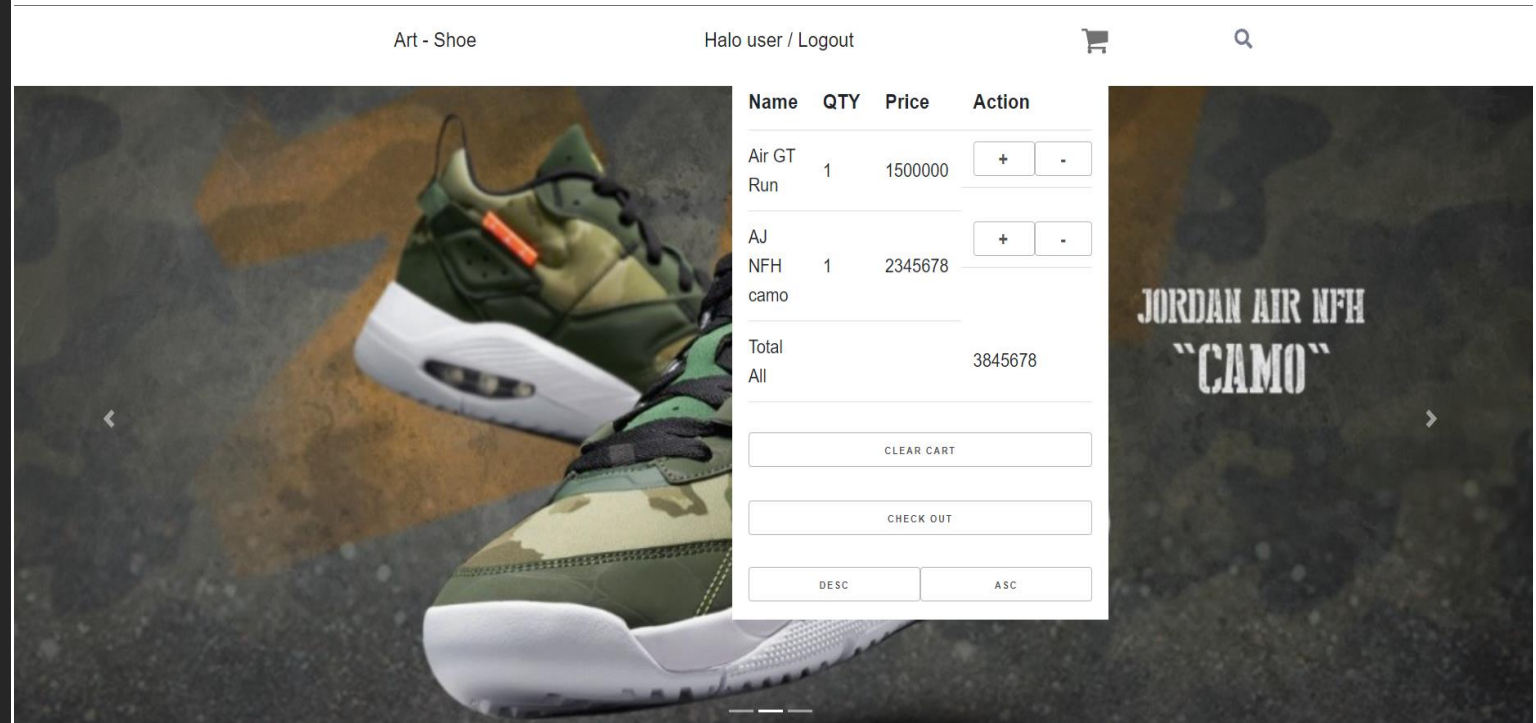 Art - Shoe
Halo user / Logout
Name QTY Price Action
Air GT
Run
1 1500000 + -
AJ
NFH
camo
1 2345678 + -
Total
All
3845678
CLEAR CART
CHECK OUT
DESC ASC
JORDAN AIR NFH
"CAMO"